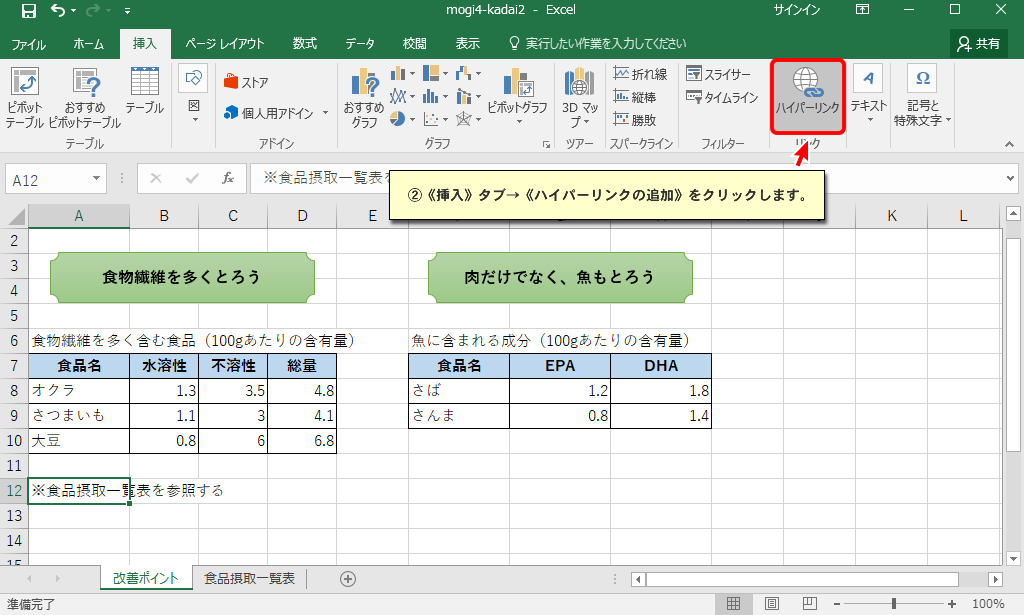 mogi4-kadai2 - Excel サインイン
ファイル ホーム 挿入 ページ レイアウト 数式 データ 校閲 表示 実行したい作業を入力してください 共有
ピボット
テーブル
おすすめ
ピボットテーブル
テーブル
図
ストア
個人用アドイン
おすすめ
グラフ
ピボットグラフ
3D マッ
プ
折れ線
縦棒
勝敗
スライサー
タイムライン
ハイパーリンク
テキスト
記号と
特殊文字
テーブル アドイン グラフ ツアー スパークライン フィルター リンク
A12 fx ※食品摂取一覧表を
②《挿入》タブ→《ハイパーリンクの追加》をクリックします。
A B C D E K L
2
3 食物繊維を多くとろう 肉だけでなく、魚もとろう
4
5
6 食物繊維を多く含む食品（100gあたりの含有量） 魚に含まれる成分（100gあたりの含有量）
7 食品名 水溶性 不溶性 総量 食品名 EPA DHA
8 オクラ 1.3 3.5 4.8 さば 1.2 1.8
9 さつまいも 1.1 3 4.1 さんま 0.8 1.4
10 大豆 0.8 6 6.8
11
12 ※食品摂取一覧表を参照する
13
14
15
改善ポイント 食品摂取一覧表
準備完了 100%